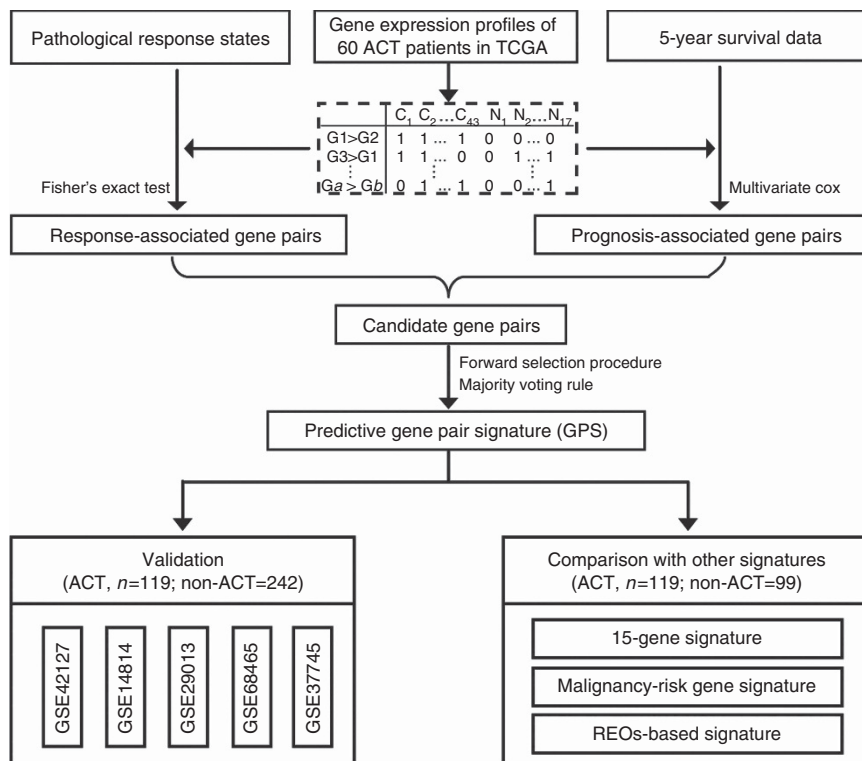 Pathological response states
Gene expression profiles of
60 ACT patients in TCGA
5-year survival data
C1 C2 ...C43 N1 N2...N17
G1>G2 1 1 ... 1 0 0 ... 0
G3>G1 1 1 ... 0 0 1 ... 1
⋮ ⋮ ⋮
Ga > Gb 0 1 ... 1 0 0 ... 1
Fisher's exact test
Multivariate cox
Response-associated gene pairs
Prognosis-associated gene pairs
Candidate gene pairs
Forward selection procedure
Majority voting rule
Predictive gene pair signature (GPS)
Validation
(ACT, n=119; non-ACT=242)
GSE42127
GSE14814
GSE29013
GSE68465
GSE37745
Comparison with other signatures
(ACT, n=119; non-ACT=99)
15-gene signature
Malignancy-risk gene signature
REOs-based signature